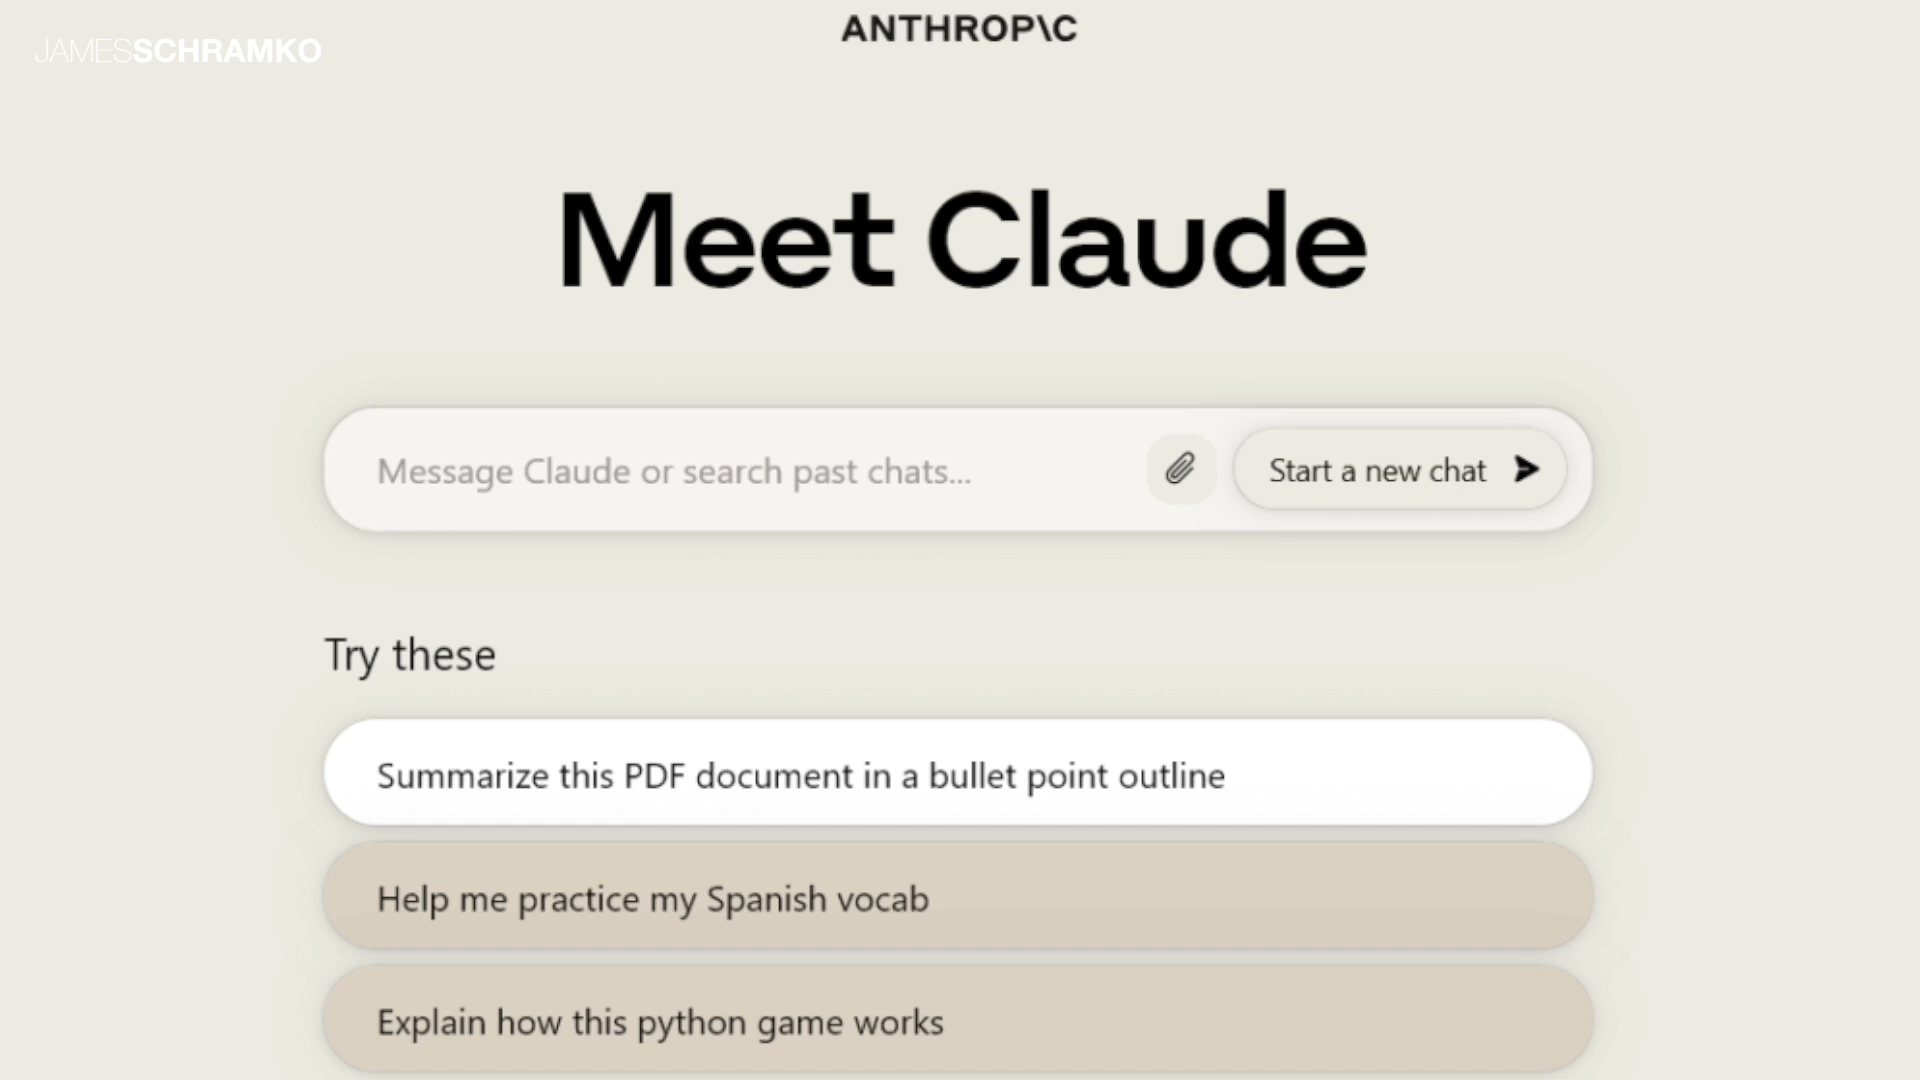 JAMESSCHRAMKO
ANTHROP\C
Meet Claude
Message Claude or search past chats...
Start a new chat
Try these
Summarize this PDF document in a bullet point outline
Help me practice my Spanish vocab
Explain how this python game works